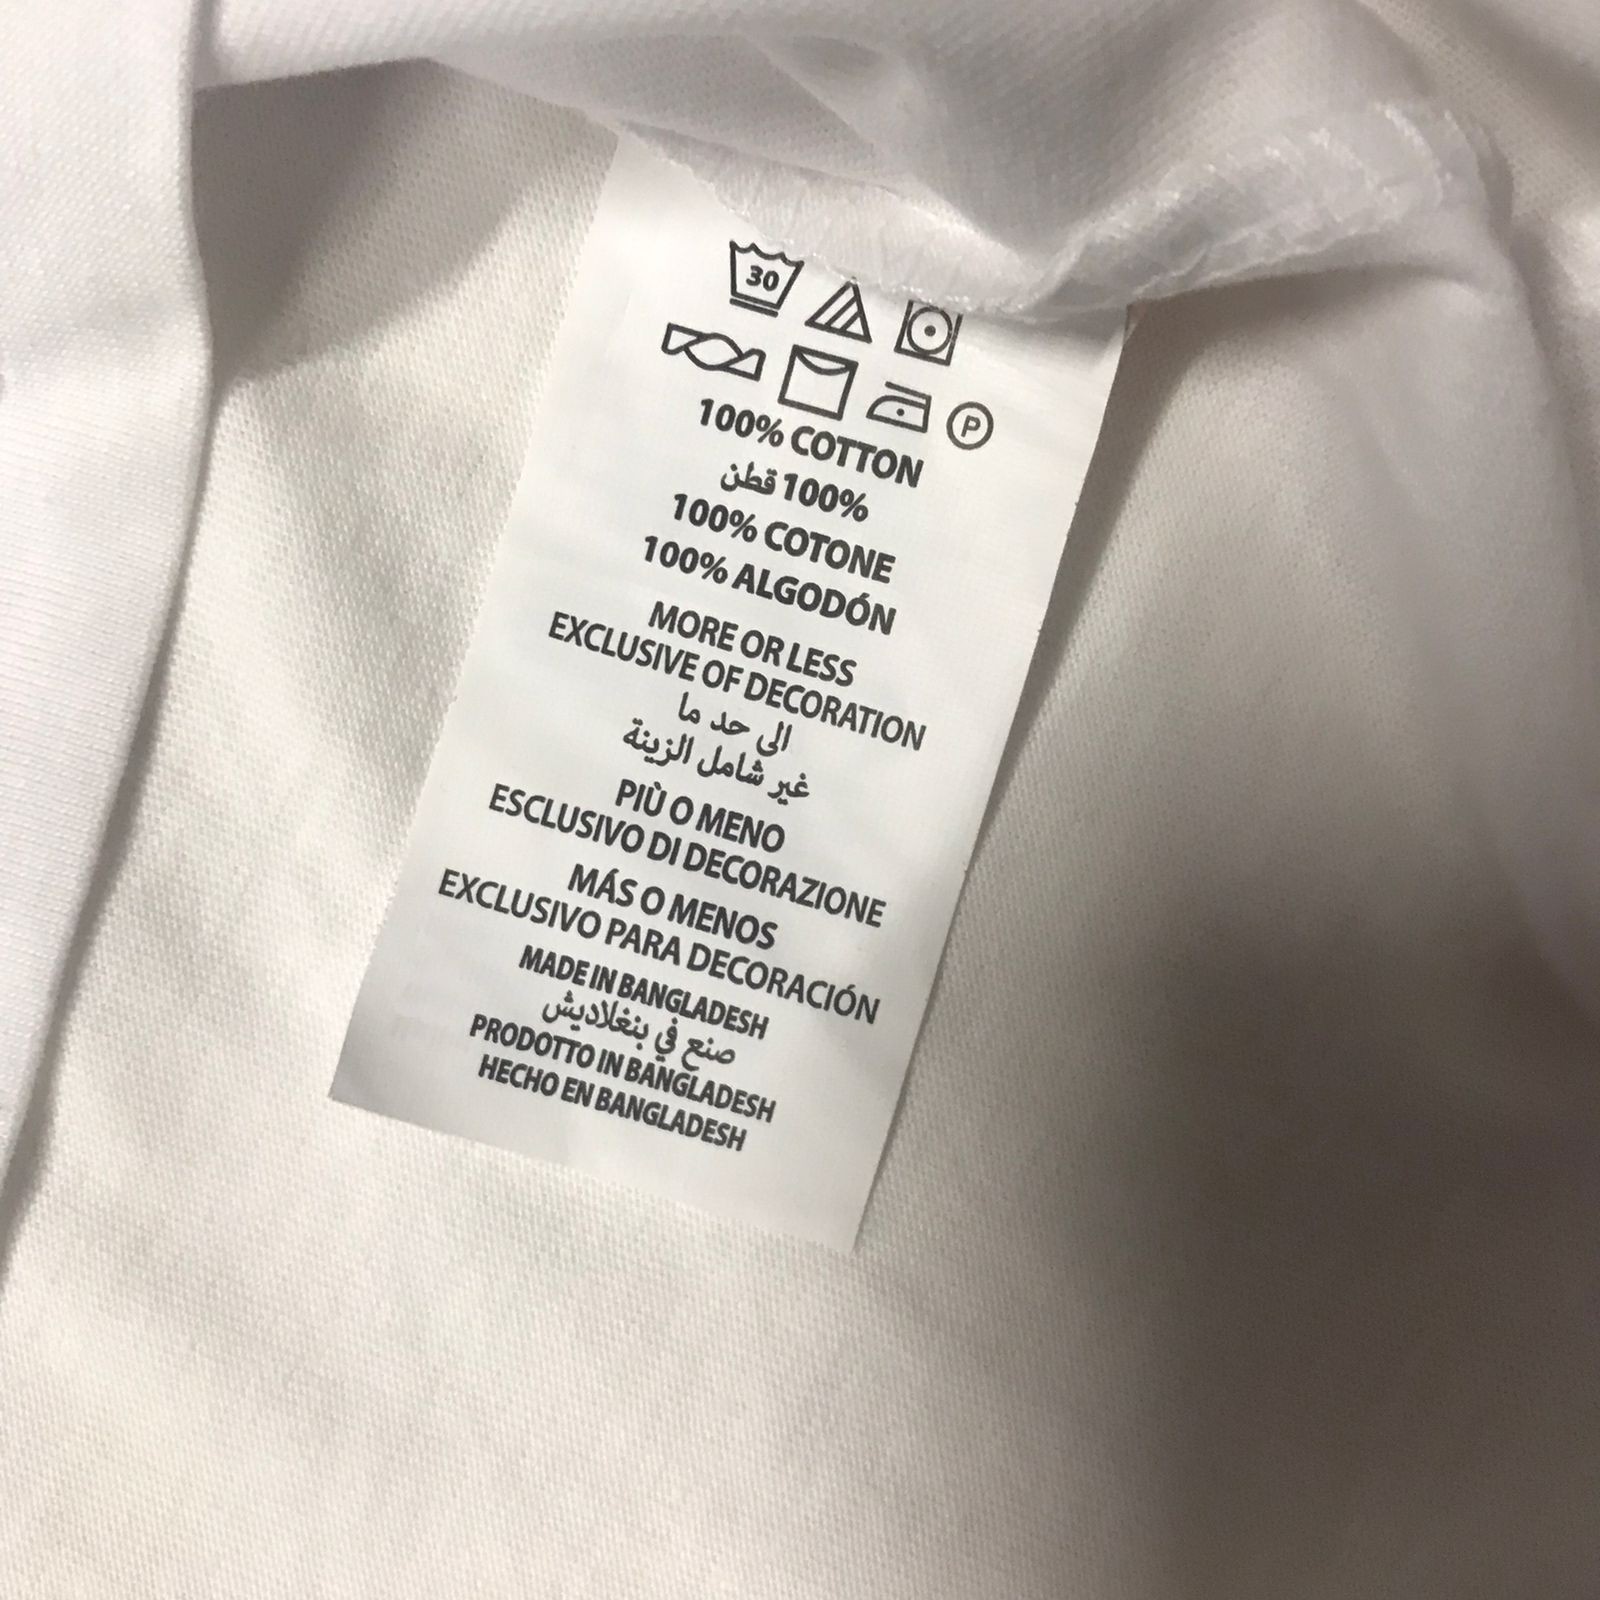 30
P
100% COTTON
100% قطن
100% COTONE
100% ALGODÓN
MORE OR LESS
EXCLUSIVE OF DECORATION
الى حد ما
غير شامل الزينة
PIÙ O MENO
ESCLUSIVO DI DECORAZIONE
MÁS O MENOS
EXCLUSIVO PARA DECORACIÓN
MADE IN BANGLADESH
صنع في بنغلاديش
PRODOTTO IN BANGLADESH
HECHO EN BANGLADESH